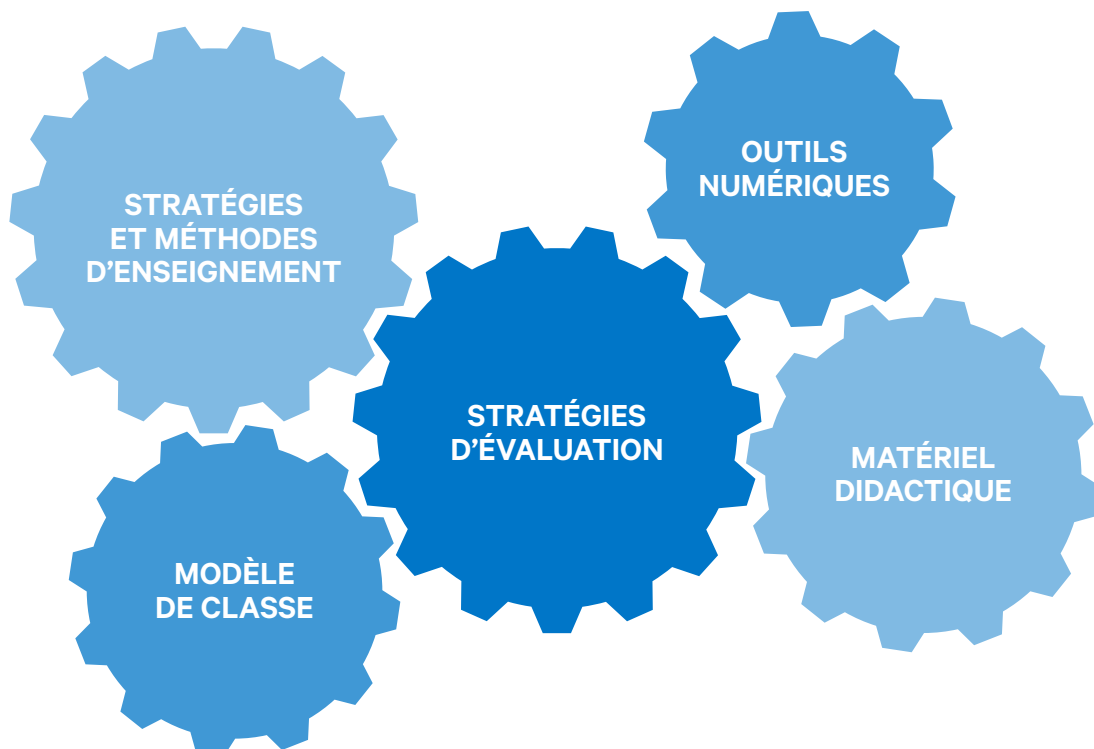 STRATÉGIES
ET MÉTHODES
D’ENSEIGNEMENT
OUTILS
NUMÉRIQUES
STRATÉGIES
D’ÉVALUATION
MATÉRIEL
DIDACTIQUE
MODÈLE
DE CLASSE